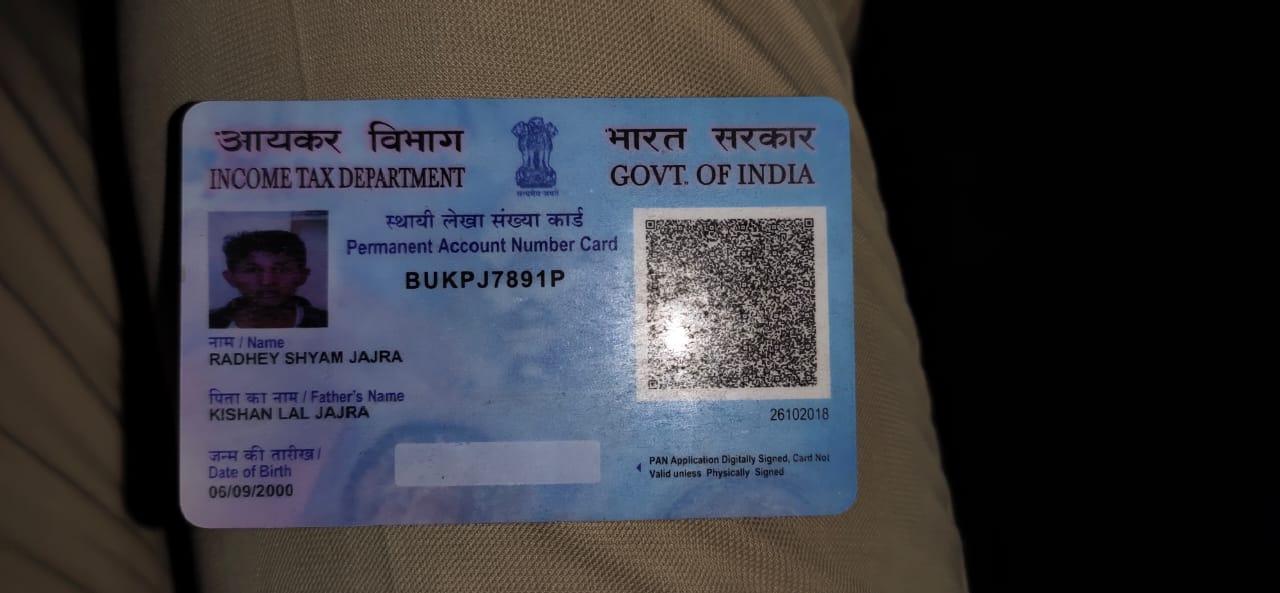 आयकर विभाग
INCOME TAX DEPARTMENT
सत्यमेव जयते
भारत सरकार
GOVT. OF INDIA
स्थायी लेखा संख्या कार्ड
Permanent Account Number Card
BUKPJ7891P
नाम / Name
RADHEY SHYAM JAJRA
पिता का नाम / Father's Name
KISHAN LAL JAJRA
26102018
जन्म की तारीख /
Date of Birth
06/09/2000
PAN Application Digitally Signed, Card Not
Valid unless Physically Signed